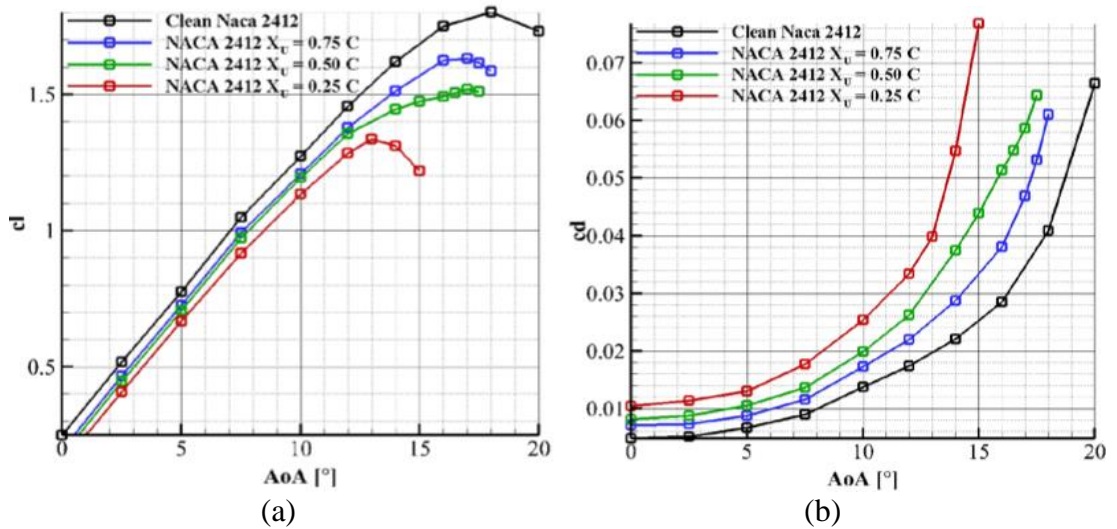 Clean Naca 2412
NACA 2412 XU = 0.75 C
NACA 2412 XU = 0.50 C
NACA 2412 XU = 0.25 C
1.5
1
0.5
cl
0 5 10 15 20
AoA [°]
(a)
Clean Naca 2412
NACA 2412 XU = 0.75 C
NACA 2412 XU = 0.50 C
NACA 2412 XU = 0.25 C
0.07
0.06
0.05
0.04
0.03
0.02
0.01
cd
0 5 10 15 20
AoA [°]
(b)